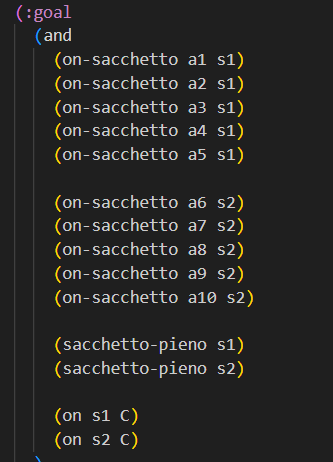 (:goal
(and
(on-sacchetto a1 s1)
(on-sacchetto a2 s1)
(on-sacchetto a3 s1)
(on-sacchetto a4 s1)
(on-sacchetto a5 s1)
(on-sacchetto a6 s2)
(on-sacchetto a7 s2)
(on-sacchetto a8 s2)
(on-sacchetto a9 s2)
(on-sacchetto a10 s2)
(sacchetto-pieno s1)
(sacchetto-pieno s2)
(on s1 C)
(on s2 C)
)